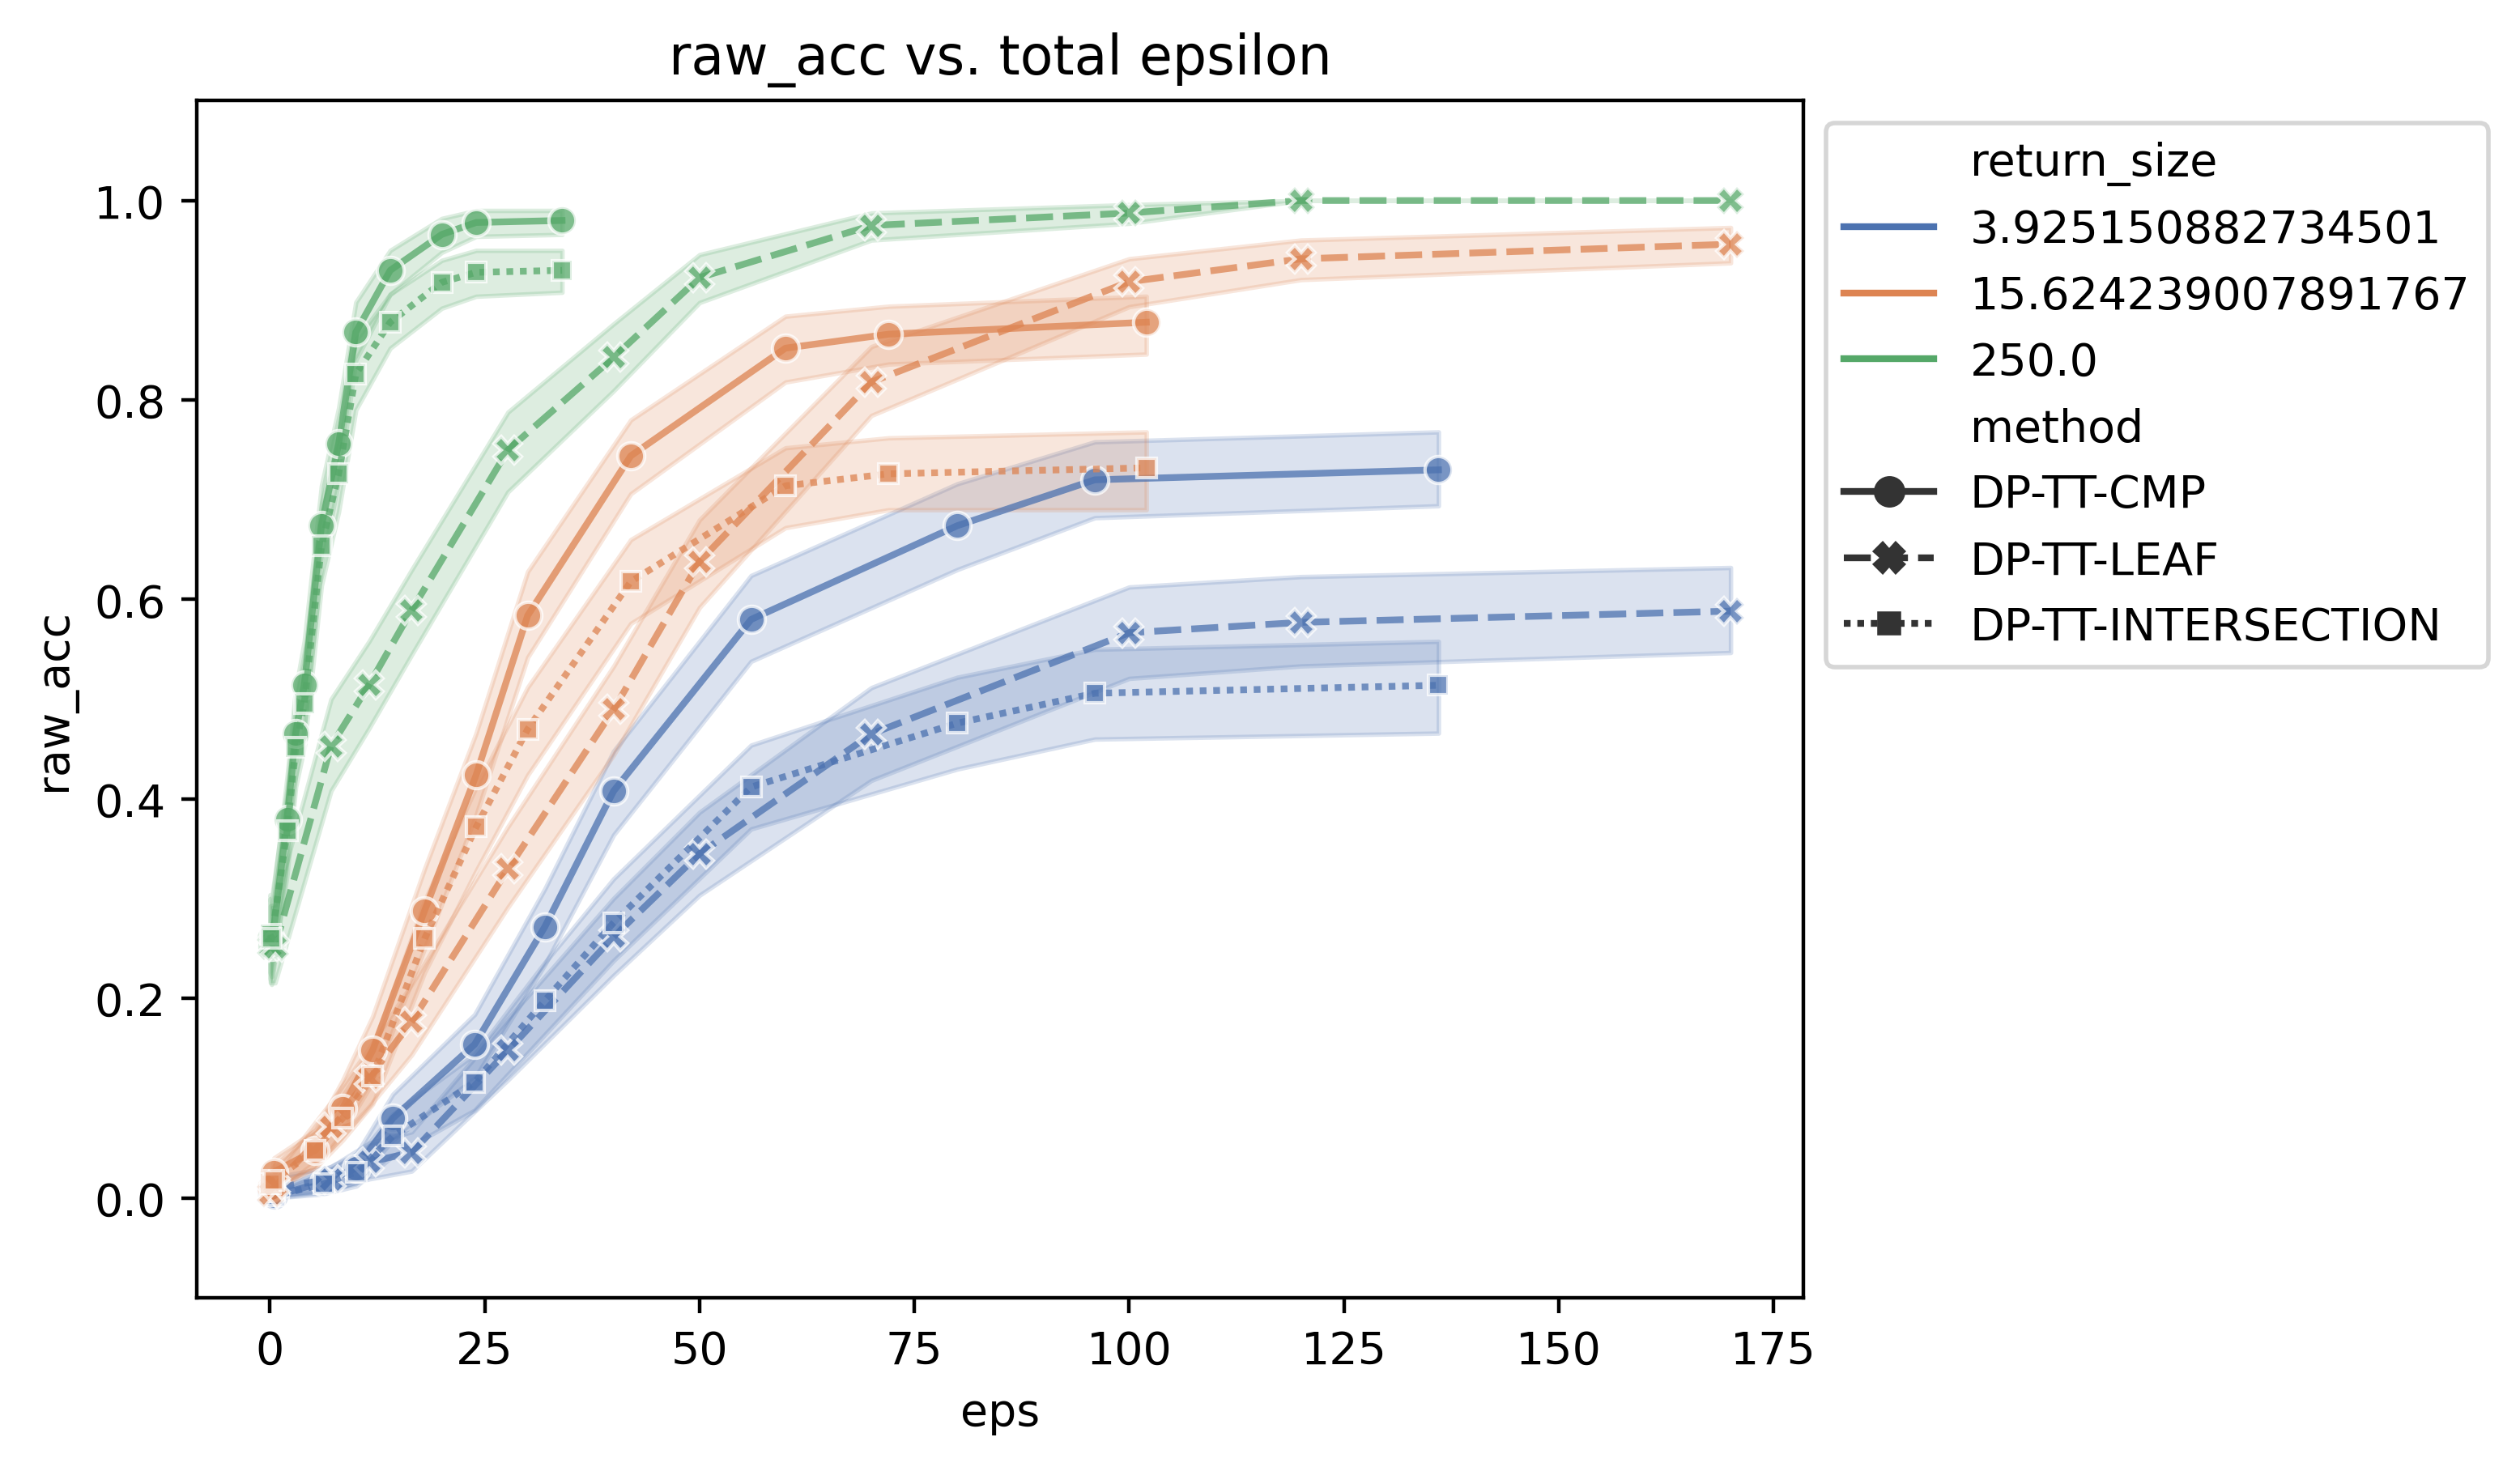 raw_acc vs. total epsilon
raw_acc
1.0
0.8
0.6
0.4
0.2
0.0
0 25 50 75 100 125 150 175
eps
return_size
3.925150882734501
15.624239007891767
250.0
method
DP-TT-CMP
DP-TT-LEAF
DP-TT-INTERSECTION